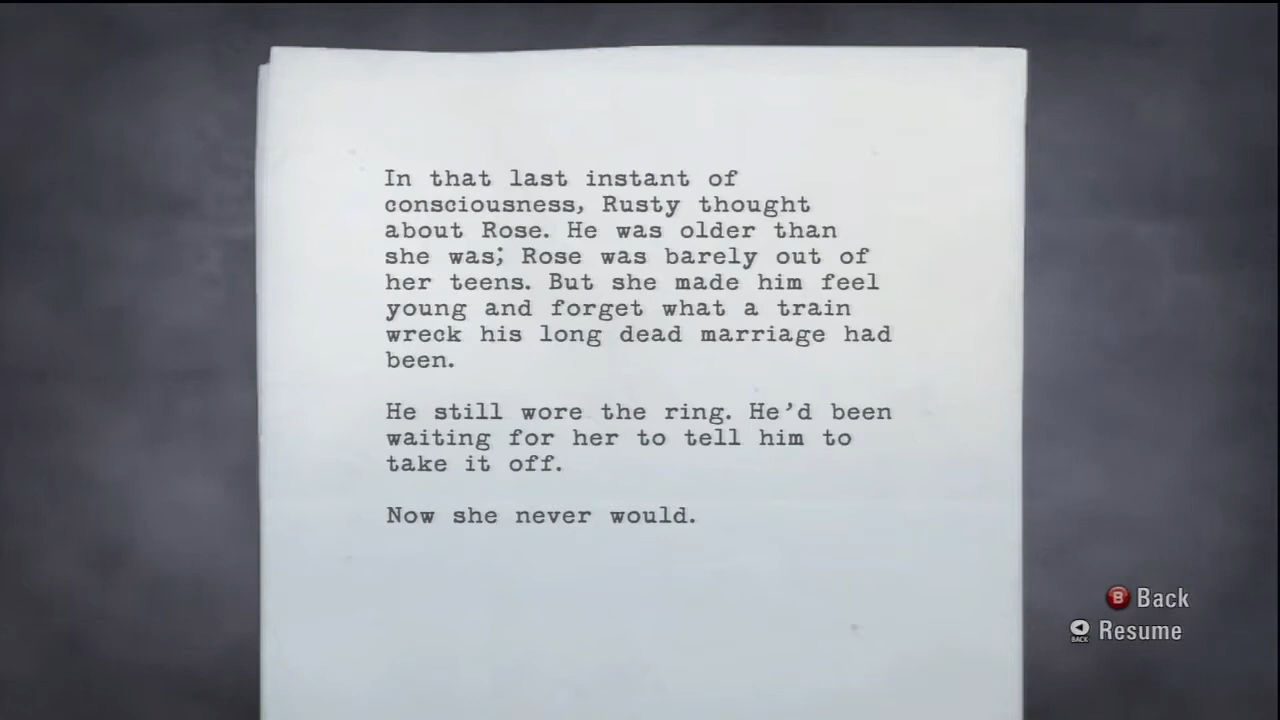 In that last instant of
consciousness, Rusty thought
about Rose. He was older than
she was; Rose was barely out of
her teens. But she made him feel
young and forget what a train
wreck his long dead marriage had
been.
He still wore the ring. He'd been
waiting for her to tell him to
take it off.
Now she never would.
B Back
BACK Resume